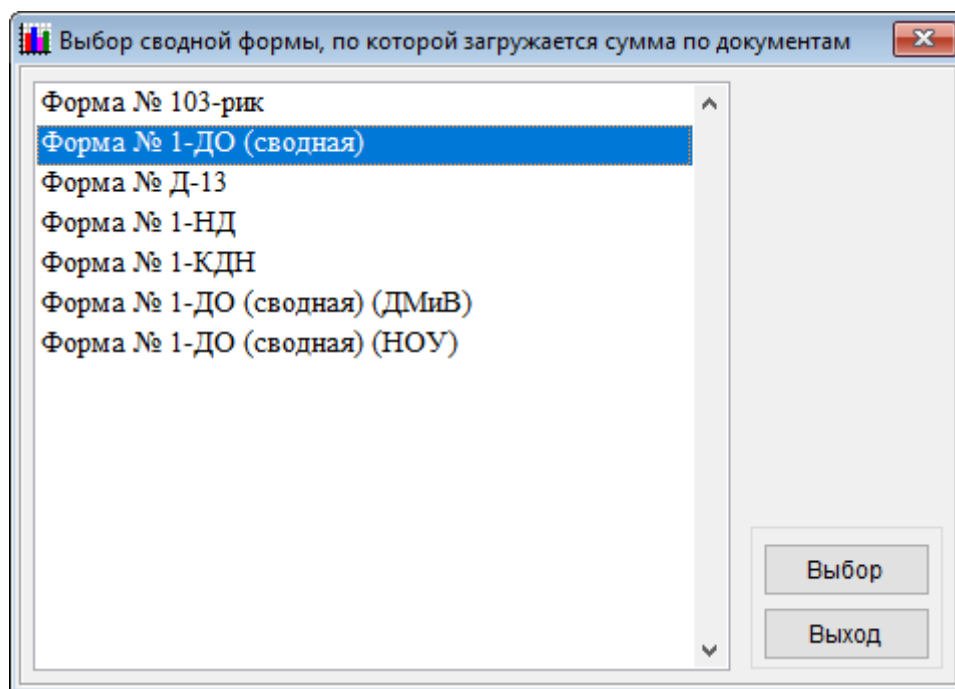 Выбор сводной формы, по которой загружается сумма по документам
Форма № 103-рик
Форма № 1-ДО (сводная)
Форма № Д-13
Форма № 1-НД
Форма № 1-КДН
Форма № 1-ДО (сводная) (ДМиВ)
Форма № 1-ДО (сводная) (НОУ)
Выбор
Выход